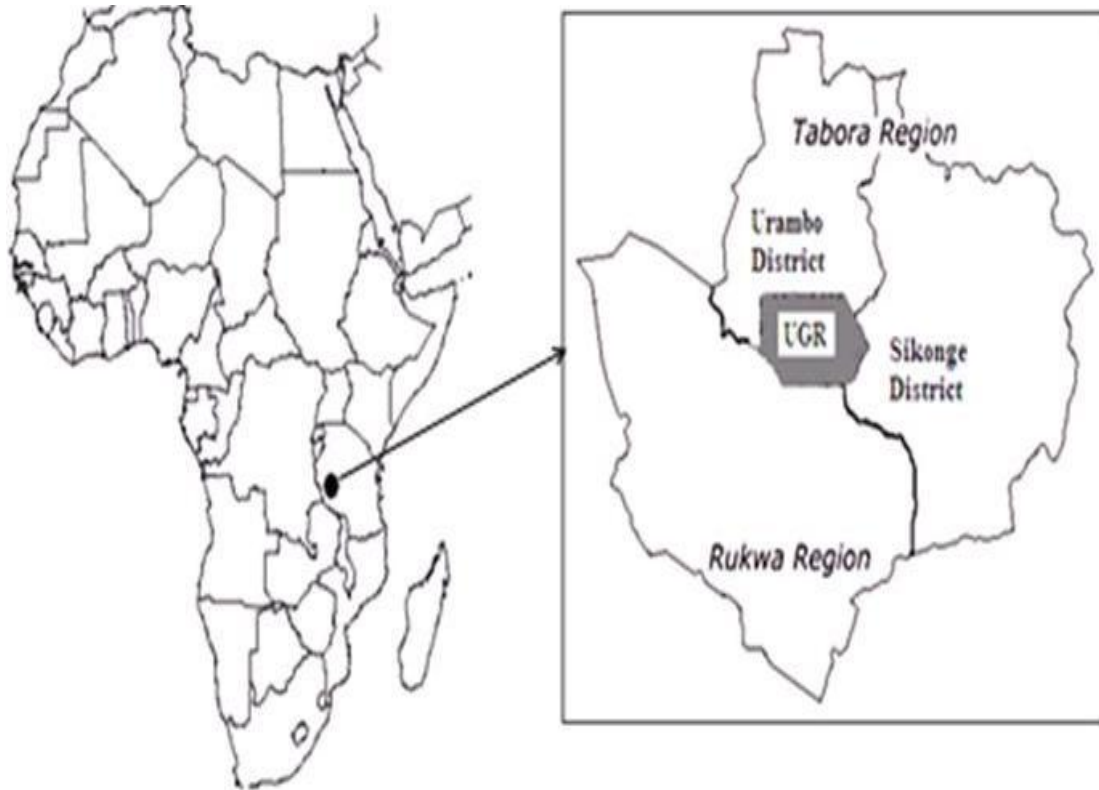 Tabora Region
Urambo
District
UGR
Sikonge
District
Rukwa Region